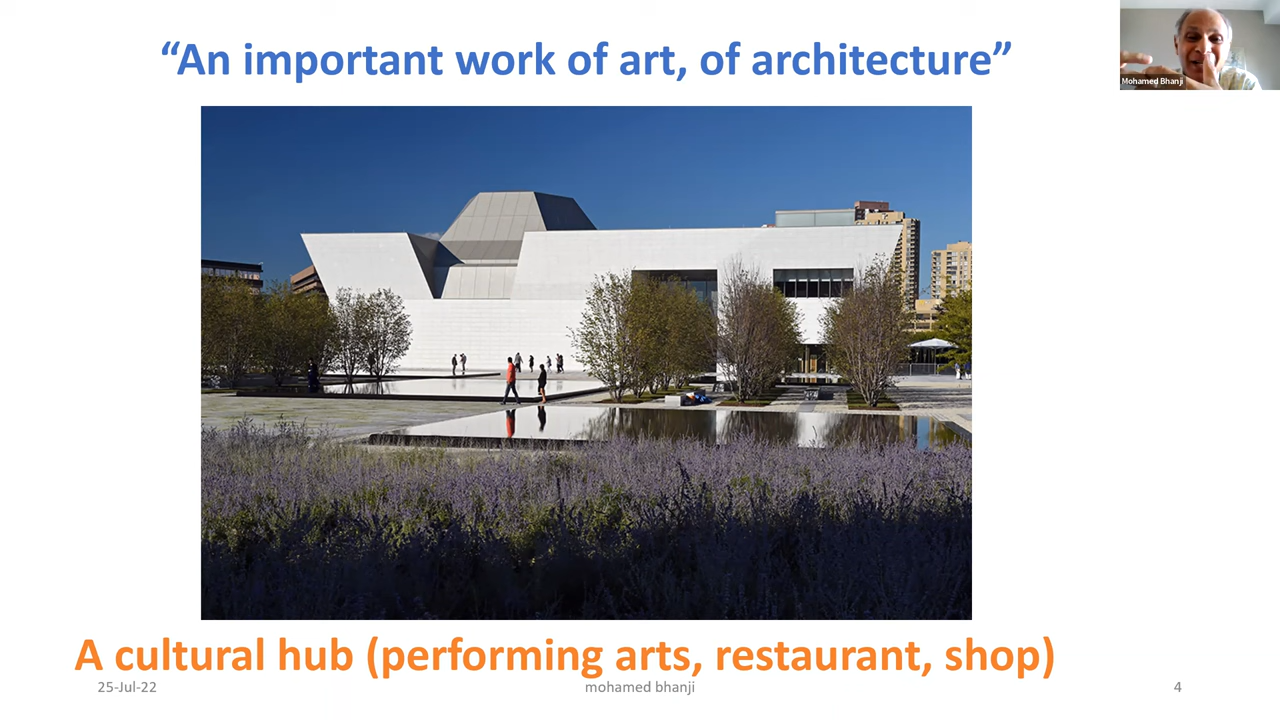 “An important work of art, of architecture”
Mohamed Bhanji
A cultural hub (performing arts, restaurant, shop)
25-Jul-22
mohamed bhanji
4